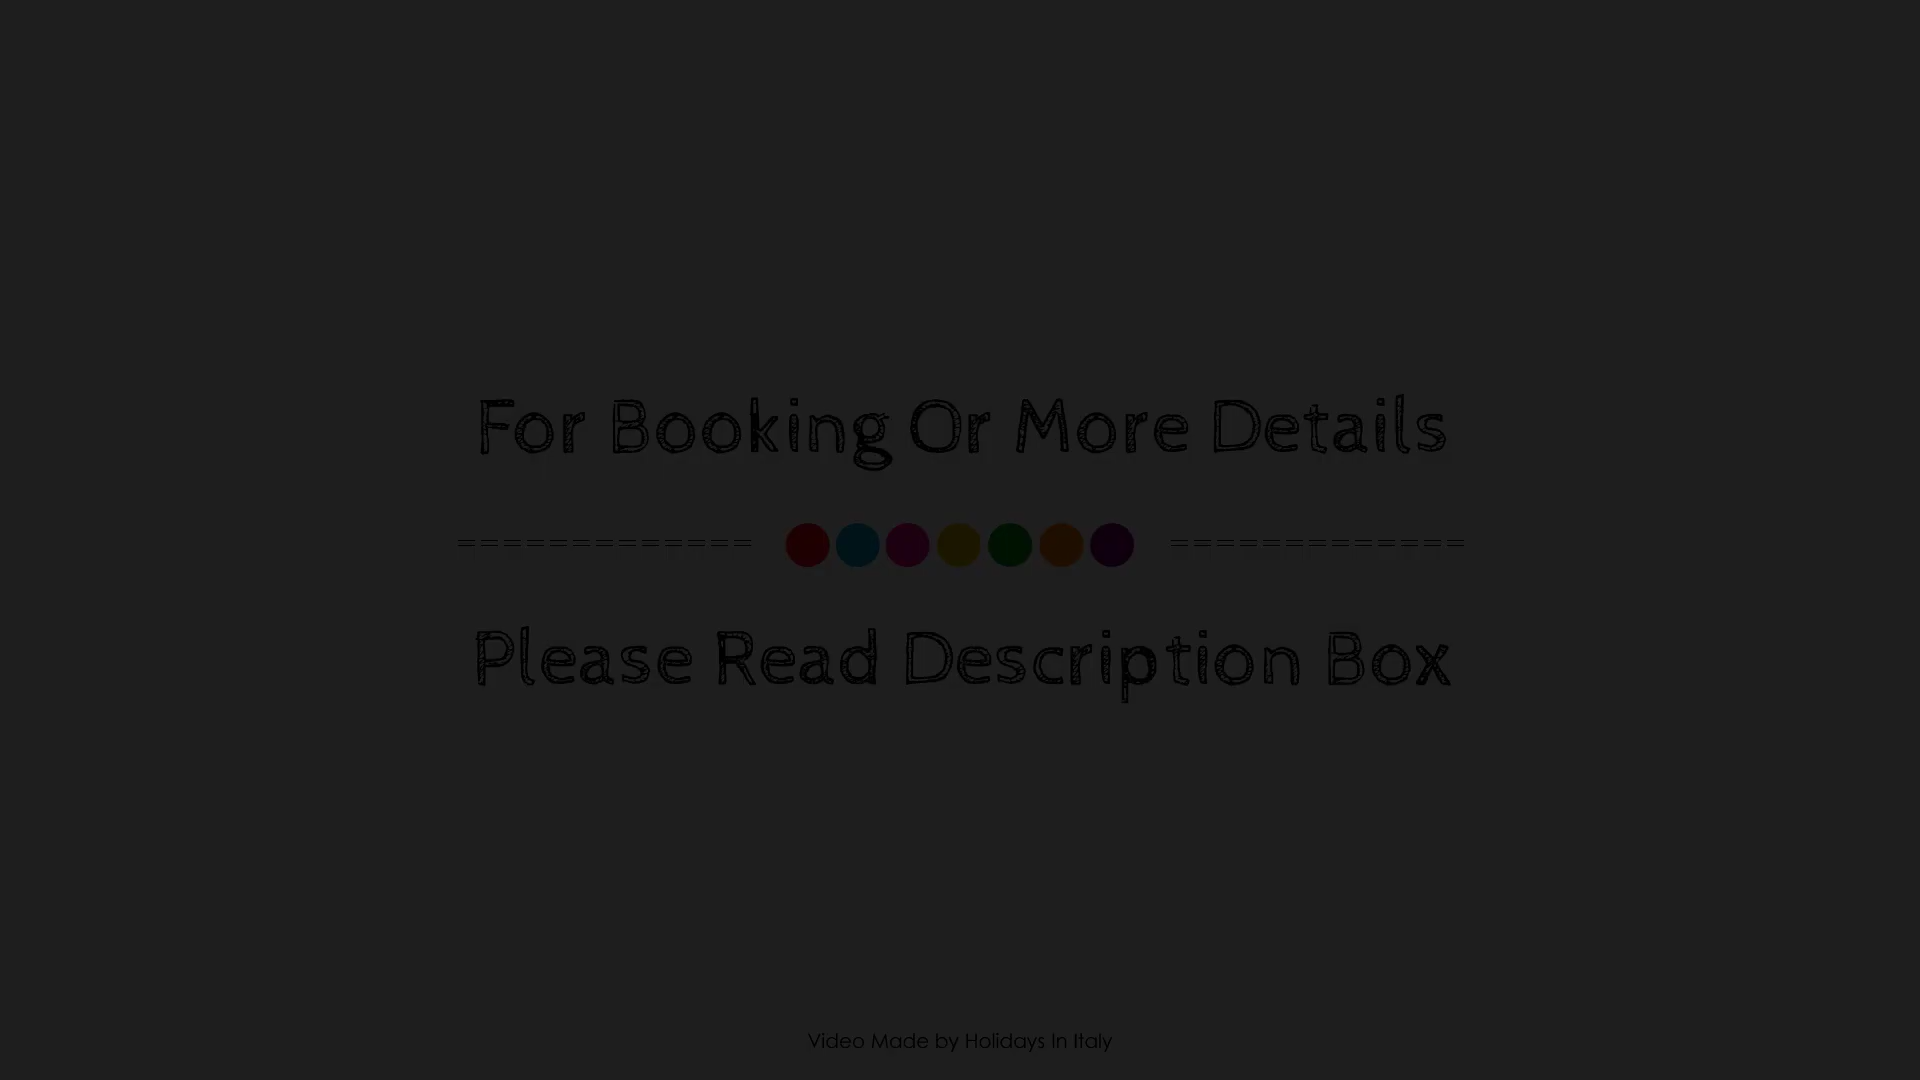 For Booking Or More Details
============= =============
Please Read Description Box
Video Made by Holidays In Italy